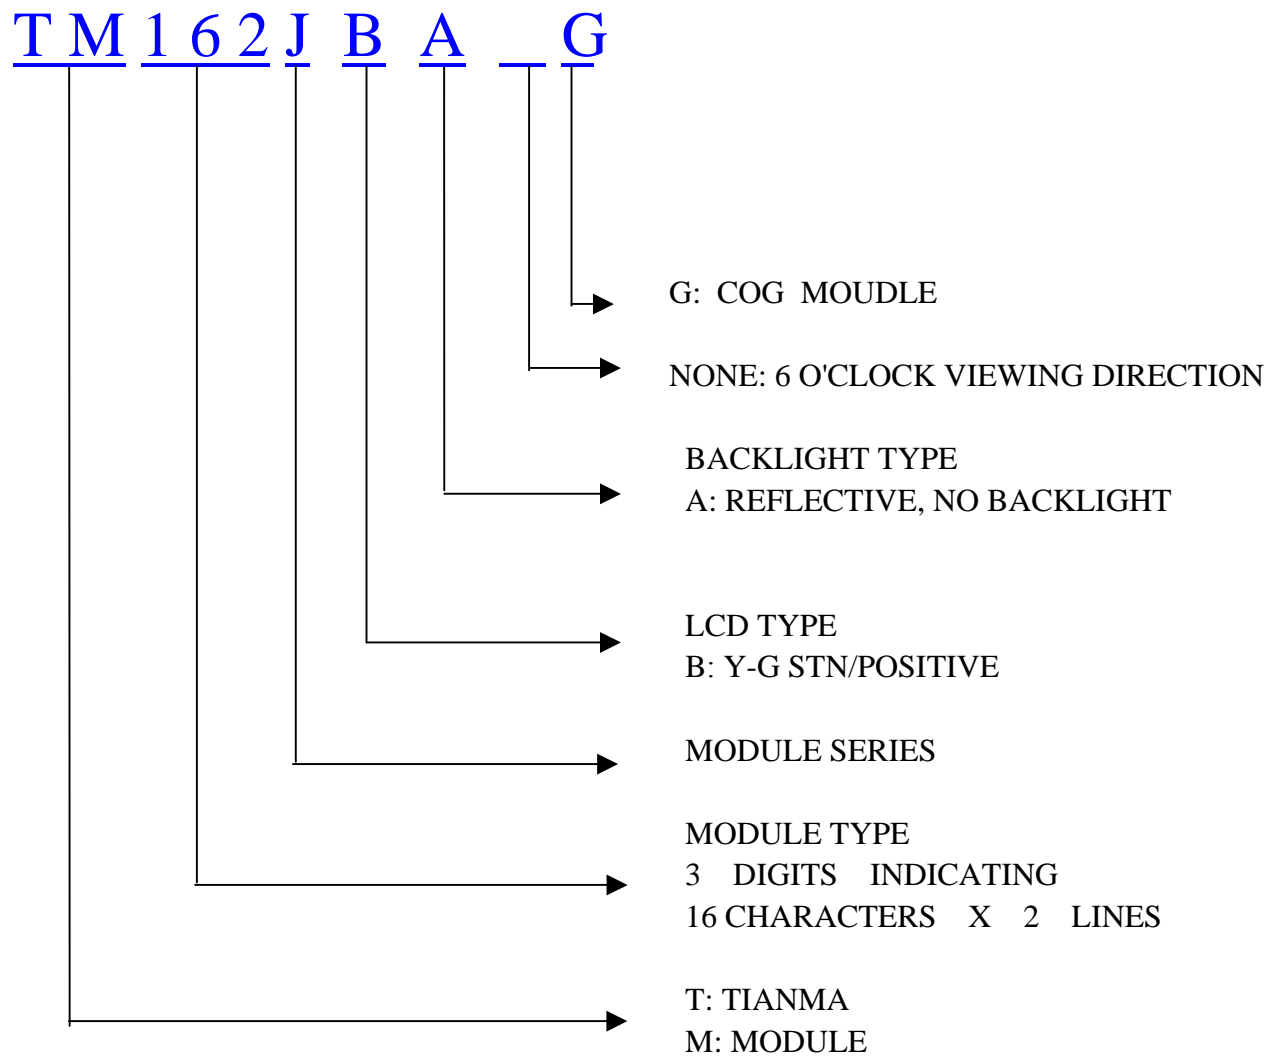 TM162JBA G
G: COG MOUDLE
NONE: 6 O'CLOCK VIEWING DIRECTION
BACKLIGHT TYPE
A: REFLECTIVE, NO BACKLIGHT
LCD TYPE
B: Y-G STN/POSITIVE
MODULE SERIES
MODULE TYPE
3 DIGITS INDICATING
16 CHARACTERS X 2 LINES
T: TIANMA
M: MODULE